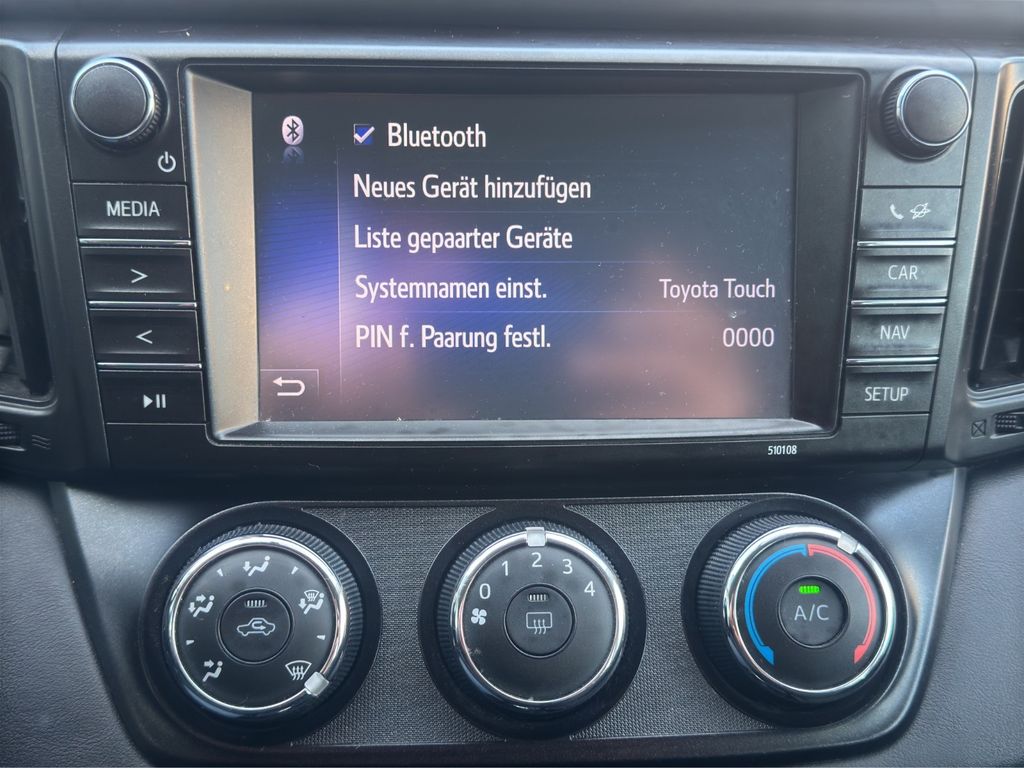 Bluetooth
Neues Gerät hinzufügen
Liste gepaarter Geräte
Systemnamen einst. Toyota Touch
PIN f. Paarung festl. 0000
MEDIA
>
<
CAR
NAV
SETUP
510108
0 1 2 3 4
A/C